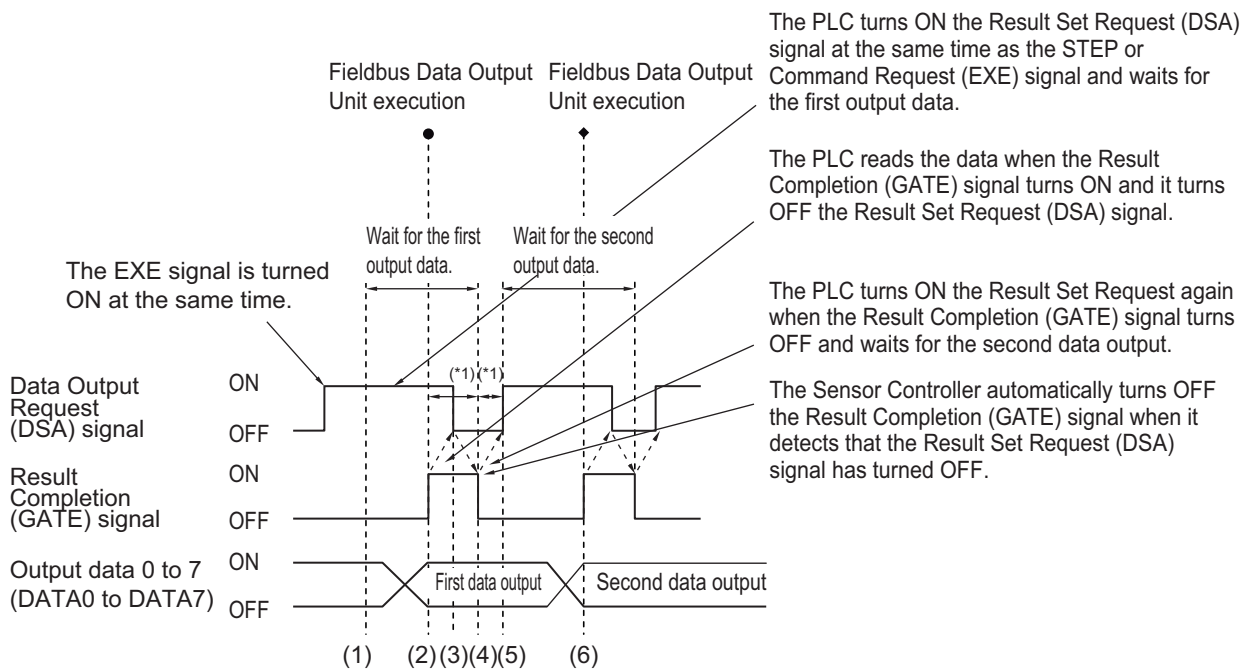 The PLC turns ON the Result Set Request (DSA)
signal at the same time as the STEP or
Command Request (EXE) signal and waits for
the first output data.
Fieldbus Data Output
Unit execution
Fieldbus Data Output
Unit execution
The PLC reads the data when the Result
Completion (GATE) signal turns ON and it turns
OFF the Result Set Request (DSA) signal.
Wait for the first
output data.
Wait for the second
output data.
The EXE signal is turned
ON at the same time.
The PLC turns ON the Result Set Request again
when the Result Completion (GATE) signal turns
OFF and waits for the second data output.
The Sensor Controller automatically turns OFF
the Result Completion (GATE) signal when it
detects that the Result Set Request (DSA)
signal has turned OFF.
(*1) (*1)
Data Output
Request
(DSA) signal
ON
OFF
Result
Completion
(GATE) signal
ON
OFF
Output data 0 to 7
(DATA0 to DATA7)
ON
OFF
First data output
Second data output
(1) (2) (3) (4) (5) (6)